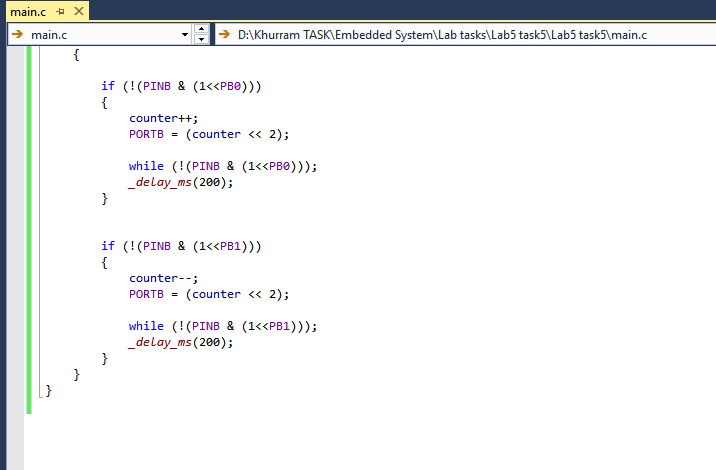 main.c
main.c
D:\Khurram TASK\Embedded System\Lab tasks\Lab5 task5\Lab5 task5\main.c
{
if (!(PINB & (1<<PB0)))
{
counter++;
PORTB = (counter << 2);
while (!(PINB & (1<<PB0)));
_delay_ms(200);
}
if (!(PINB & (1<<PB1)))
{
counter--;
PORTB = (counter << 2);
while (!(PINB & (1<<PB1)));
_delay_ms(200);
}
}
}